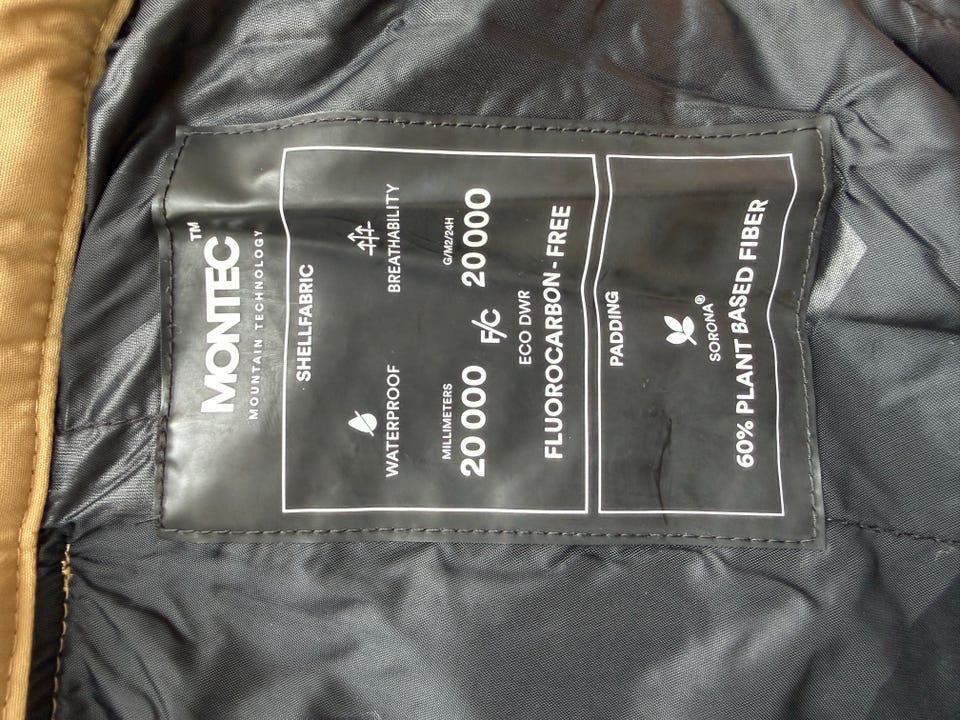 MONTEC™
MOUNTAIN TECHNOLOGY
SHELLFABRIC
WATERPROOF
BREATHABILITY
MILLIMETERS
20 000
G/M2/24H
20 000
F/C
ECO DWR
FLUOROCARBON - FREE
PADDING
SORONA®
60% PLANT BASED FIBER